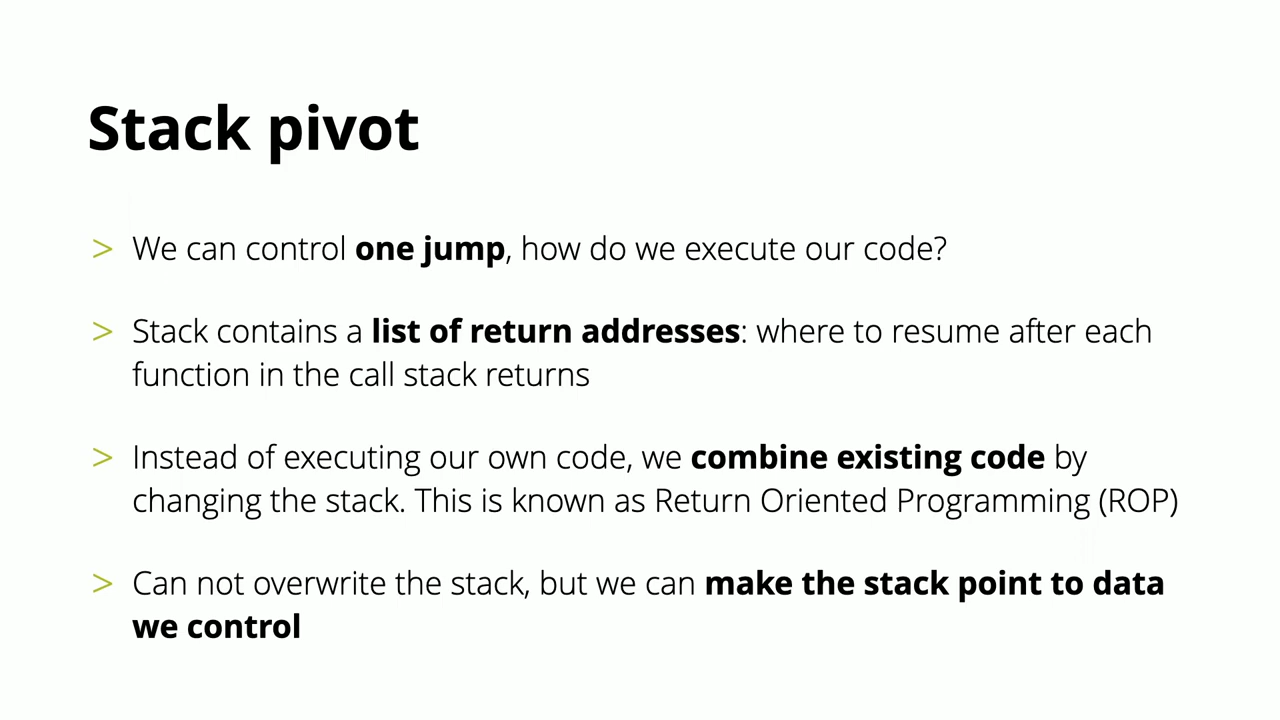 Stack pivot
> We can control one jump, how do we execute our code?
> Stack contains a list of return addresses: where to resume after each
function in the call stack returns
> Instead of executing our own code, we combine existing code by
changing the stack. This is known as Return Oriented Programming (ROP)
> Can not overwrite the stack, but we can make the stack point to data
we control